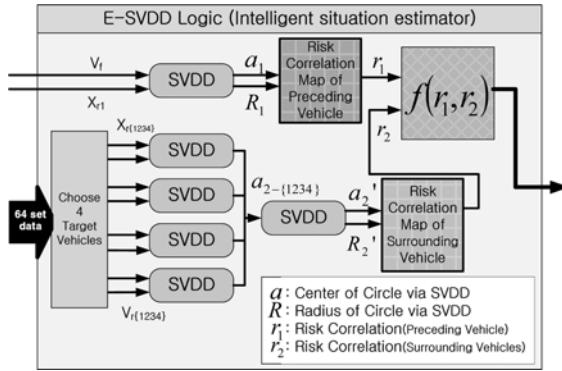 E-SVDD Logic (Intelligent situation estimator)
V_f
X_r1
SVDD
a_1
R_1
Risk
Correlation
Map of
Preceding
Vehicle
r_1
r_2
f(r_1,r_2)
64 set
data
Choose
4
Target
Vehicles
X_r{1234}
SVDD
SVDD
SVDD
SVDD
V_r{1234}
a_2-{1234}
SVDD
a_2'
R_2'
Risk
Correlation
Map of
Surrounding
Vehicle
a : Center of Circle via SVDD
R : Radius of Circle via SVDD
r_1 : Risk Correlation(Preceding Vehicle)
r_2 : Risk Correlation(Surrounding Vehicles)